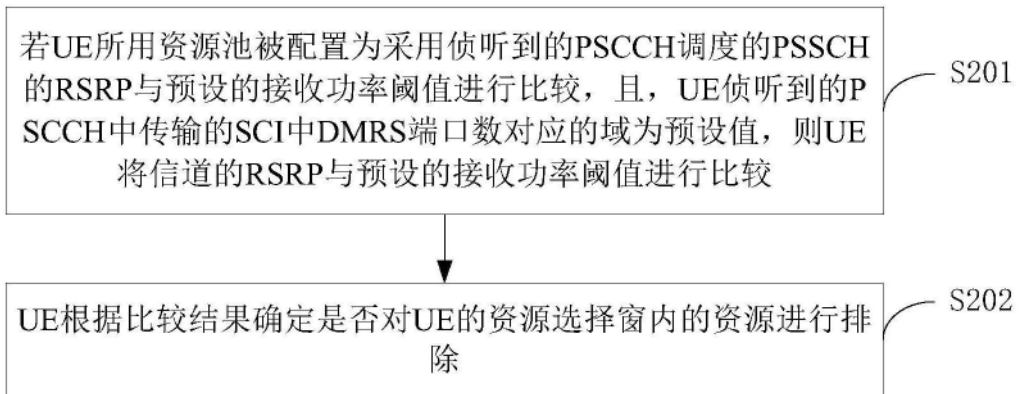 若UE所用资源池被配置为采用侦听到的PSCCH调度的PSSCH
的RSRP与预设的接收功率阈值进行比较，且，UE侦听到的P
SCCH中传输的SCI中DMRS端口数对应的域为预设值，则UE
将信道的RSRP与预设的接收功率阈值进行比较
S201
UE根据比较结果确定是否对UE的资源选择窗内的资源进行排
除
S202